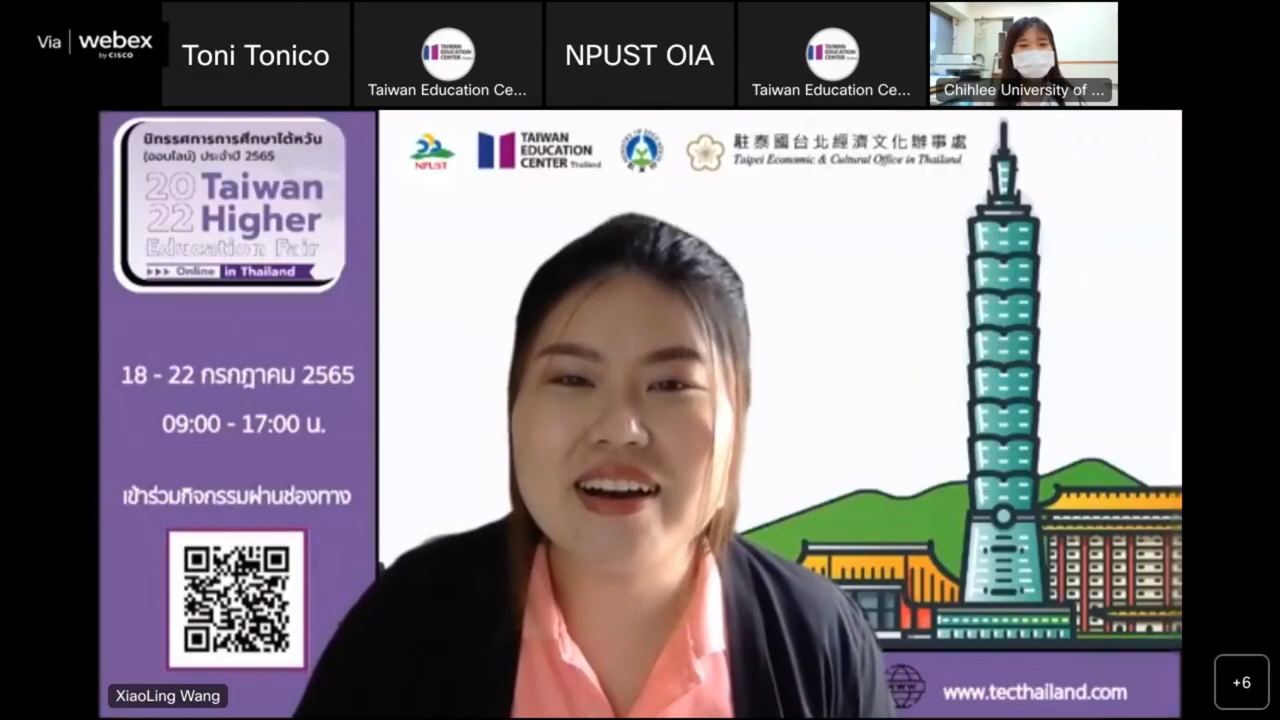 Via webex
by CISCO
Toni Tonico
Taiwan Education Ce...
NPUST OIA
Taiwan Education Ce...
Chihlee University of ...
นิทรรศการการศึกษาไต้หวัน
(ออนไลน์) ประจำปี 2565
20 Taiwan
22 Higher
Education Fair
Online in Thailand
18 - 22 กรกฎาคม 2565
09:00 - 17:00 น.
เข้าร่วมกิจกรรมผ่านช่องทาง
NPUST
TAIWAN
EDUCATION
CENTER Thailand
駐泰國台北經濟文化辦事處
Taipei Economic & Cultural Office in Thailand
XiaoLing Wang
www.tecthailand.com
+6